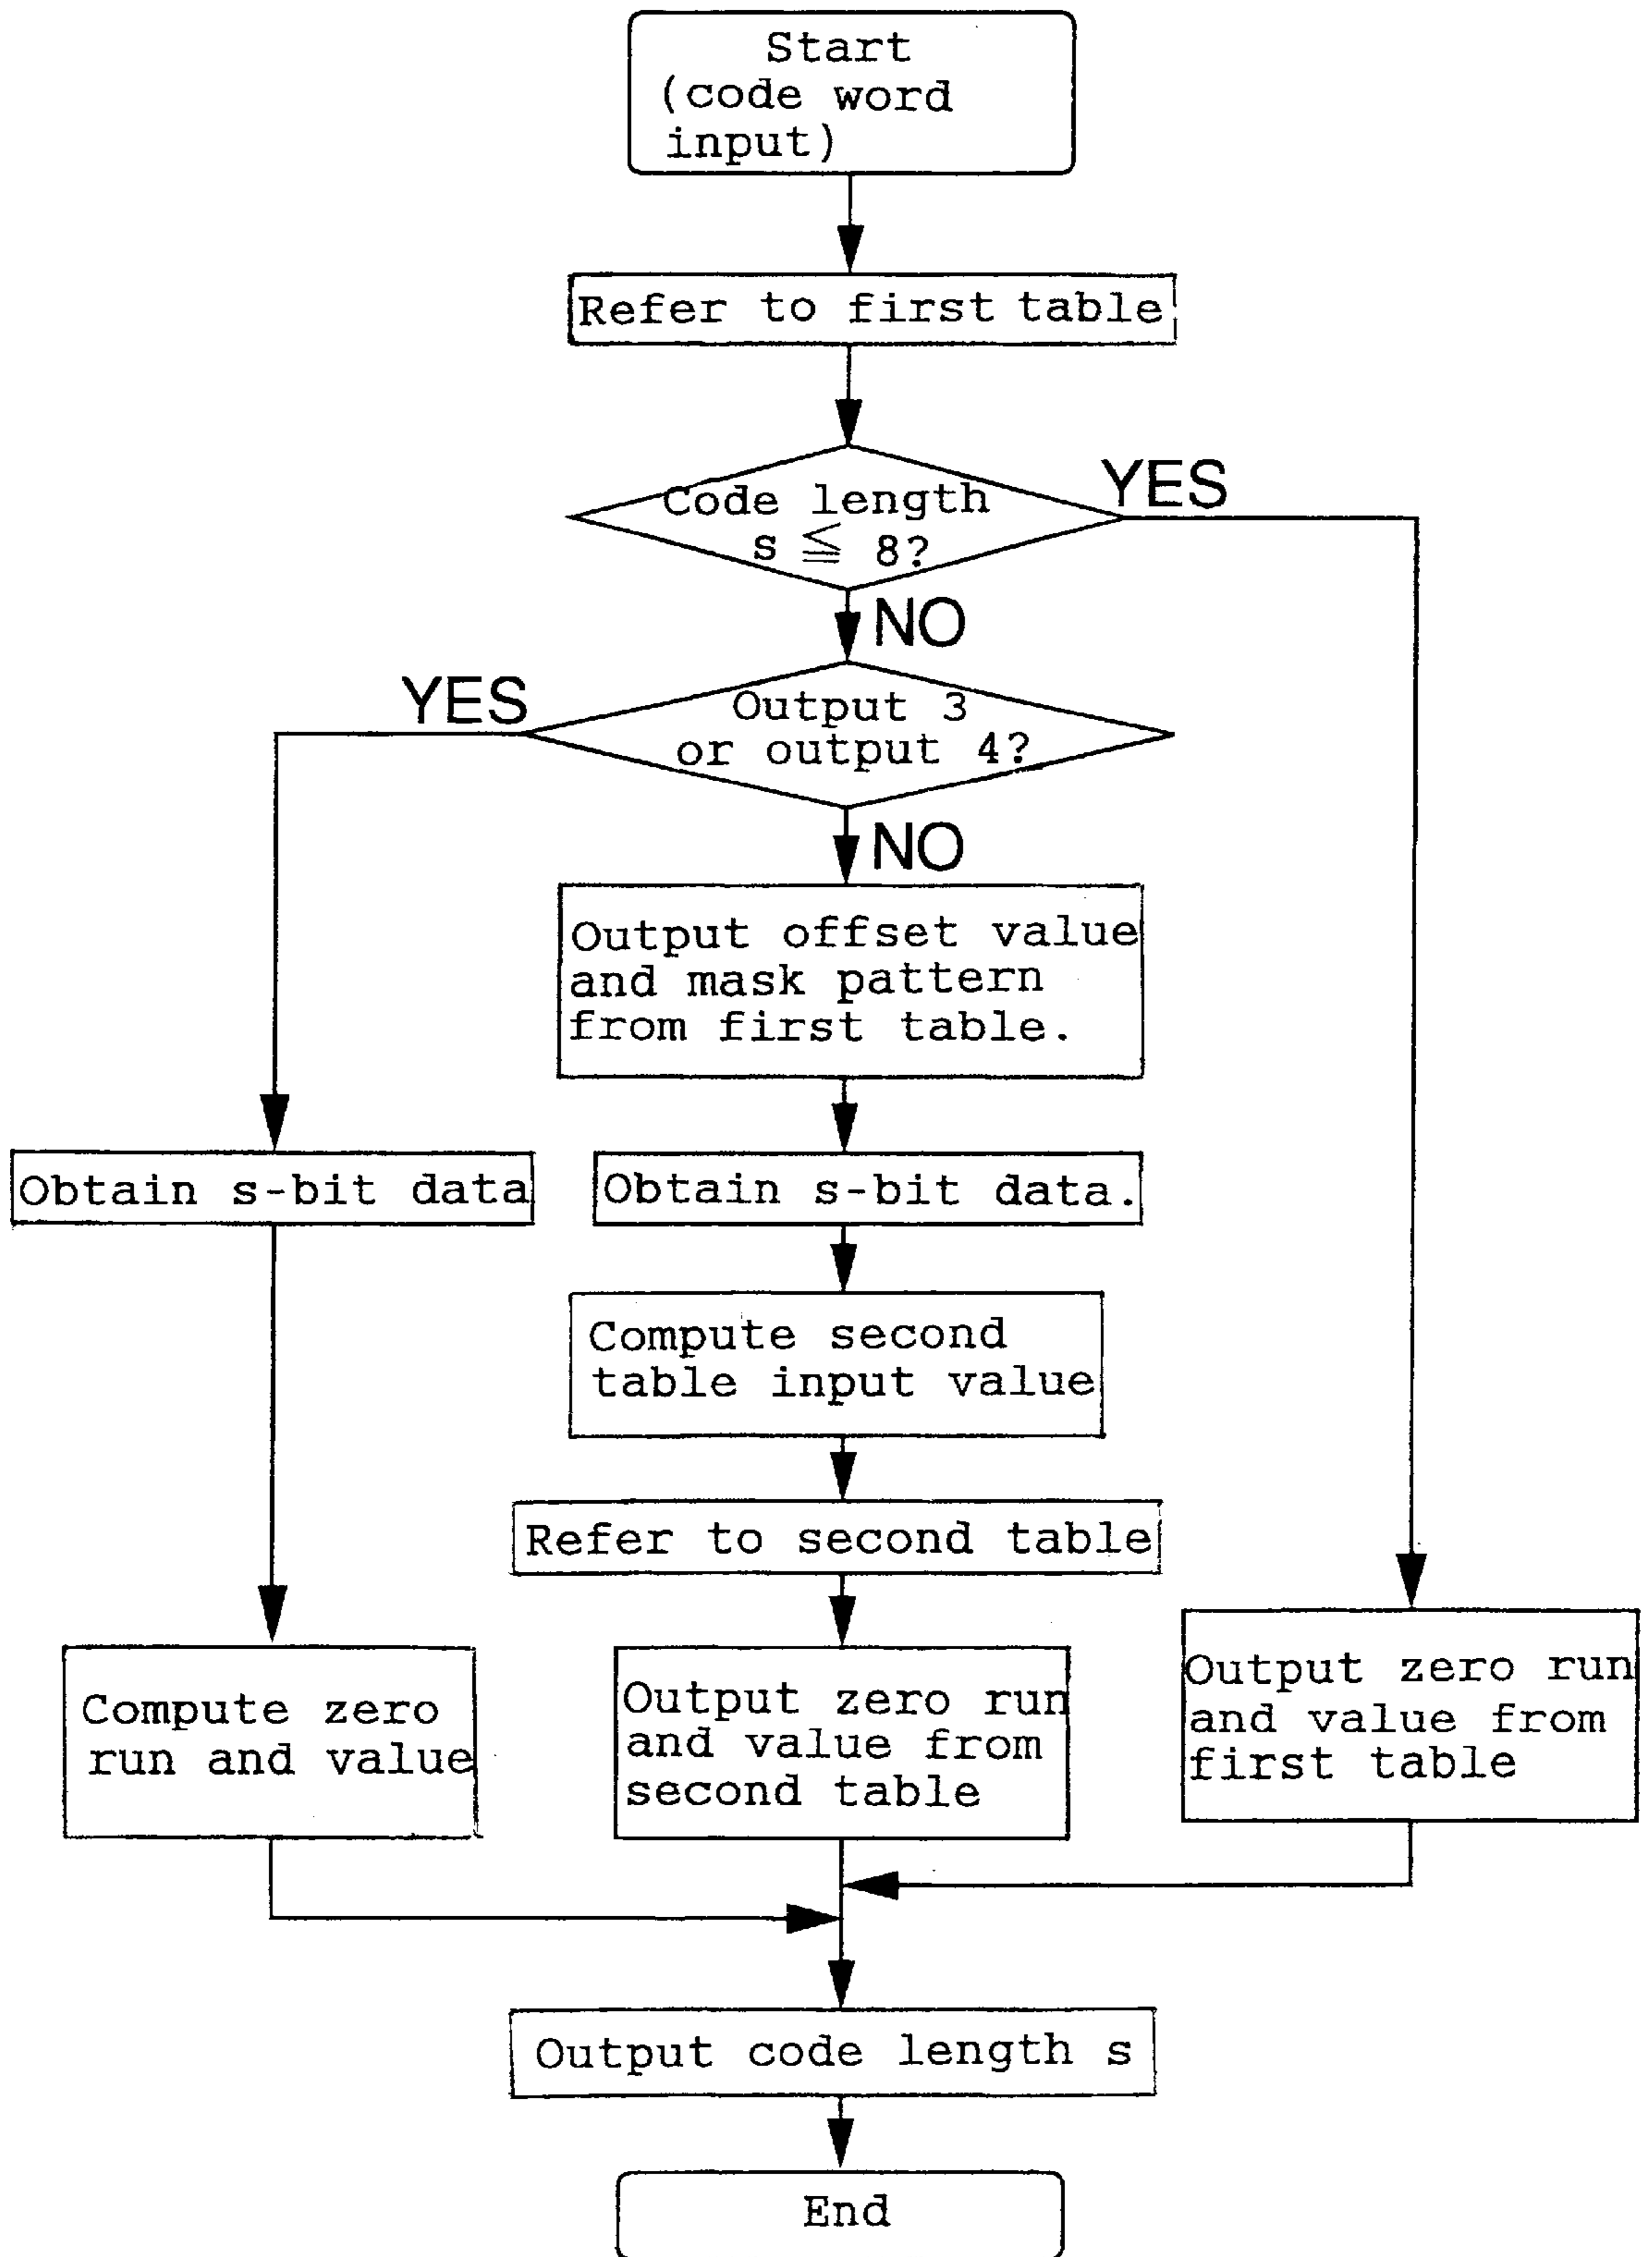 Start
(code word
input)
Refer to first table
Code length
s ≦ 8?
YES
NO
Output 3
or output 4?
YES
NO
Output offset value
and mask pattern
from first table.
Obtain s-bit data
Obtain s-bit data.
Compute second
table input value
Refer to second table
Compute zero
run and value
Output zero run
and value from
second table
Output zero run
and value from
first table
Output code length s
End